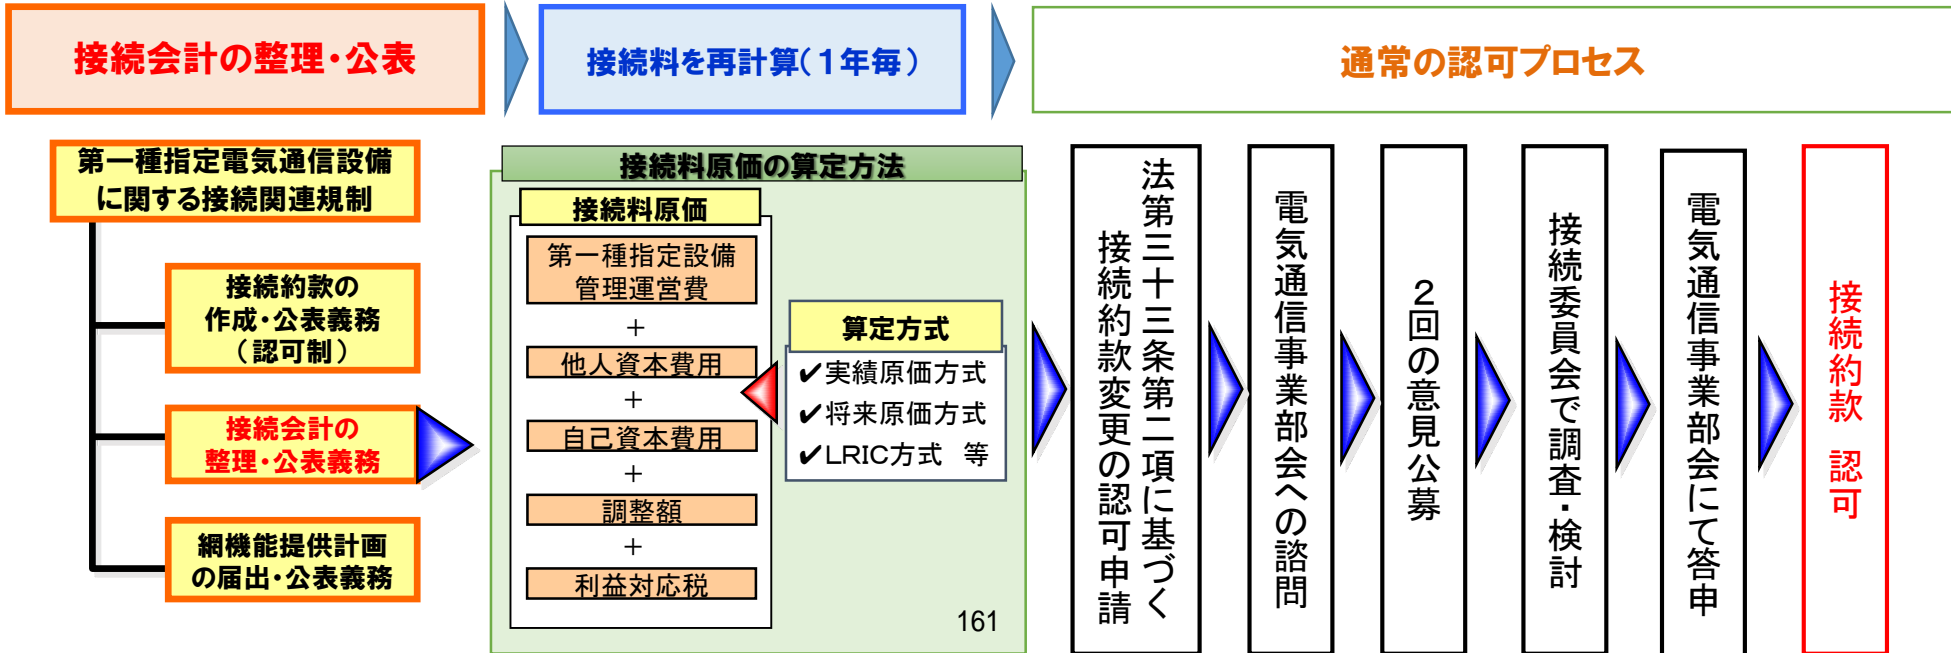 接続会計の整理・公表
接続料を再計算（１年毎）
通常の認可プロセス
第一種指定電気通信設備
に関する接続関連規制
接続約款の
作成・公表義務
（認可制）
接続会計の
整理・公表義務
網機能提供計画
の届出・公表義務
接続料原価の算定方法
接続料原価
第一種指定設備
管理運営費
＋
他人資本費用
＋
自己資本費用
＋
調整額
＋
利益対応税
算定方式
✔実績原価方式
✔将来原価方式
✔LRIC方式　等
161
法第三十三条第二項に基づく
接続約款変更の認可申請
電気通信事業部会への諮問
２回の意見公募
接続委員会で調査・検討
電気通信事業部会にて答申
接続約款　認可